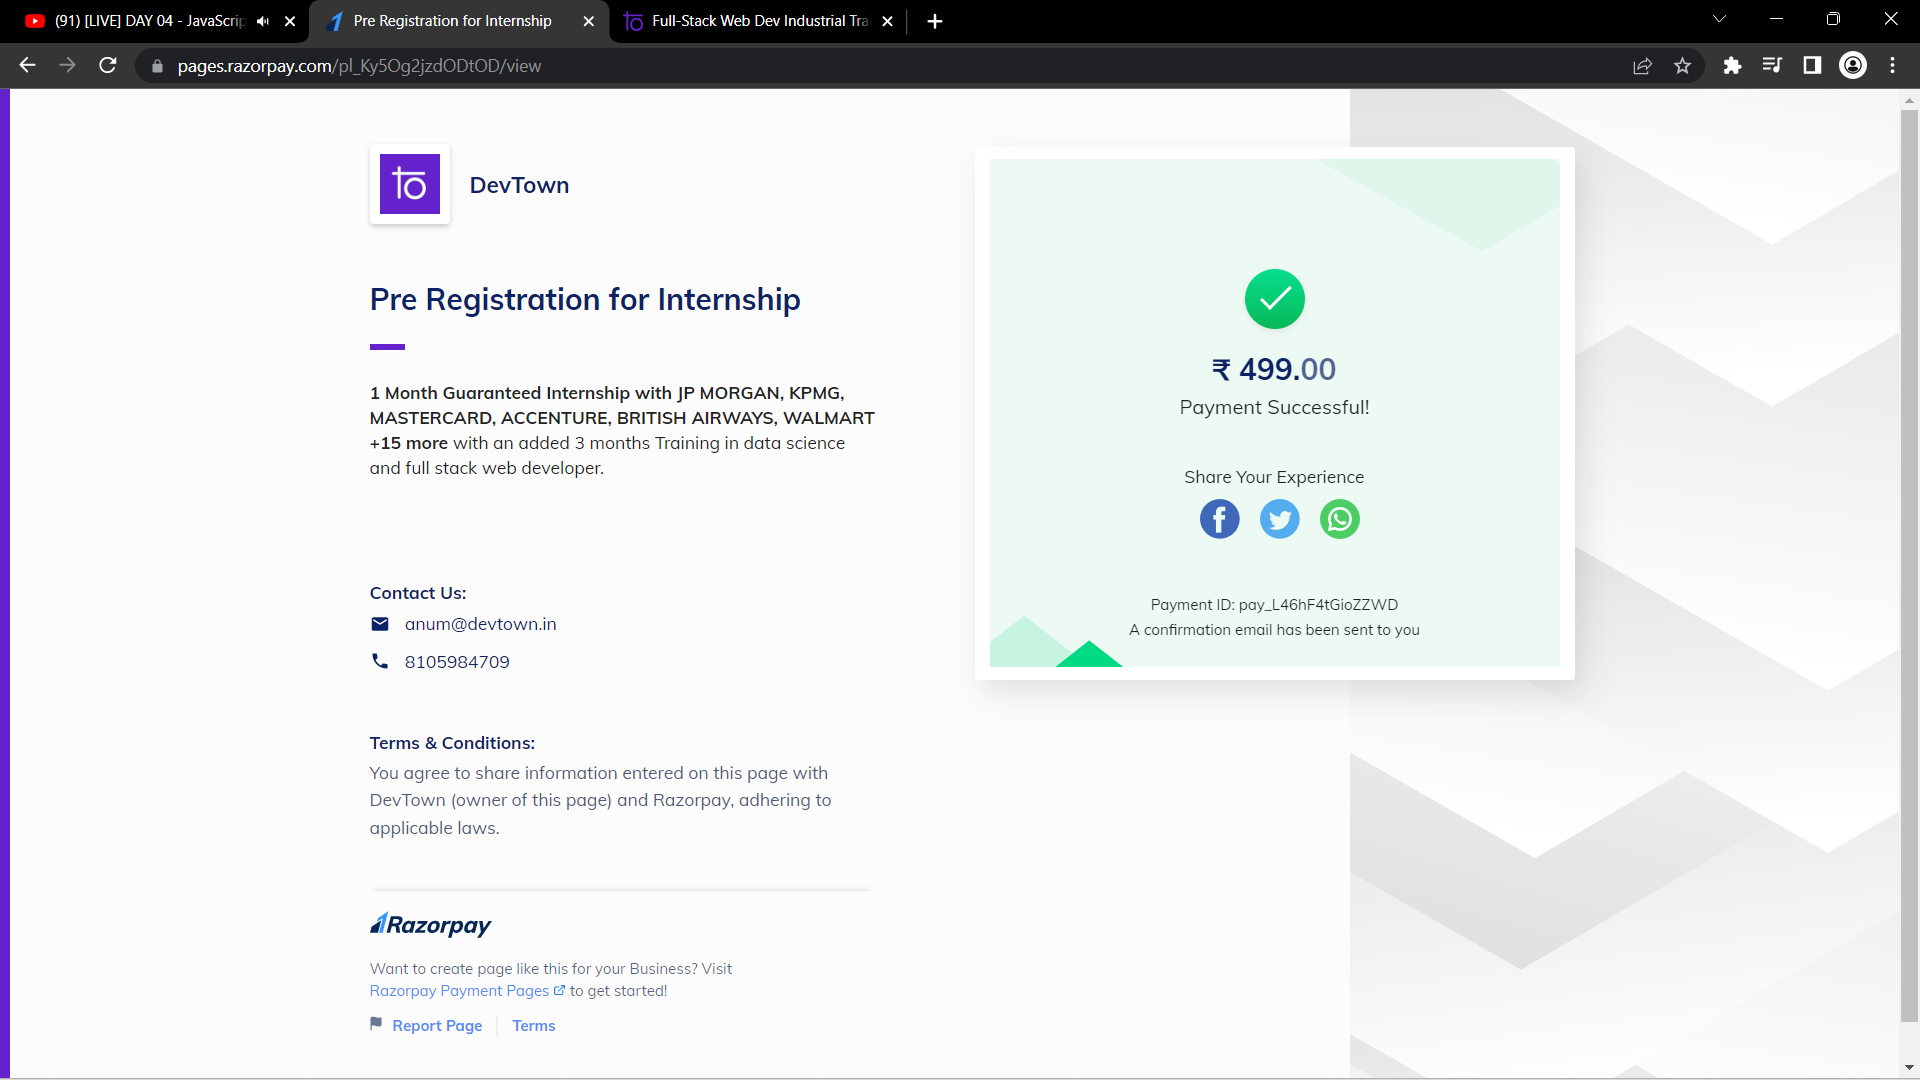 (91) [LIVE] DAY 04 - JavaScrip
Pre Registration for Internship
Full-Stack Web Dev Industrial Tra
pages.razorpay.com/pl_Ky5Og2jzdODtOD/view
to
DevTown
Pre Registration for Internship
1 Month Guaranteed Internship with JP MORGAN, KPMG,
MASTERCARD, ACCENTURE, BRITISH AIRWAYS, WALMART
+15 more with an added 3 months Training in data science
and full stack web developer.
Contact Us:
anum@devtown.in
8105984709
Terms & Conditions:
You agree to share information entered on this page with
DevTown (owner of this page) and Razorpay, adhering to
applicable laws.
Razorpay
Want to create page like this for your Business? Visit
Razorpay Payment Pages to get started!
Report Page
Terms
₹ 499.00
Payment Successful!
Share Your Experience
Payment ID: pay_L46hF4tGioZZWD
A confirmation email has been sent to you